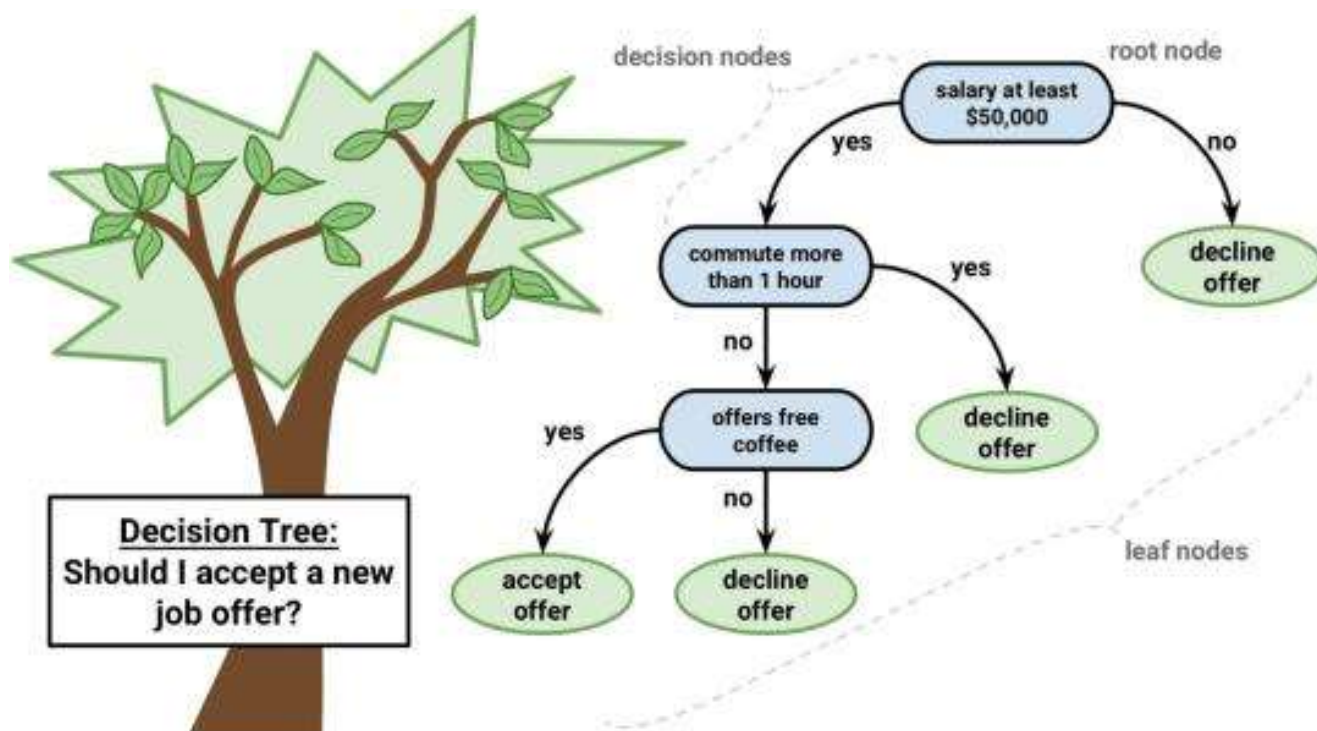 decision nodes
root node
salary at least
$50,000
yes
no
commute more
than 1 hour
yes
decline
offer
no
offers free
coffee
yes
decline
offer
no
Decision Tree:
Should I accept a new
job offer?
accept
offer
decline
offer
leaf nodes